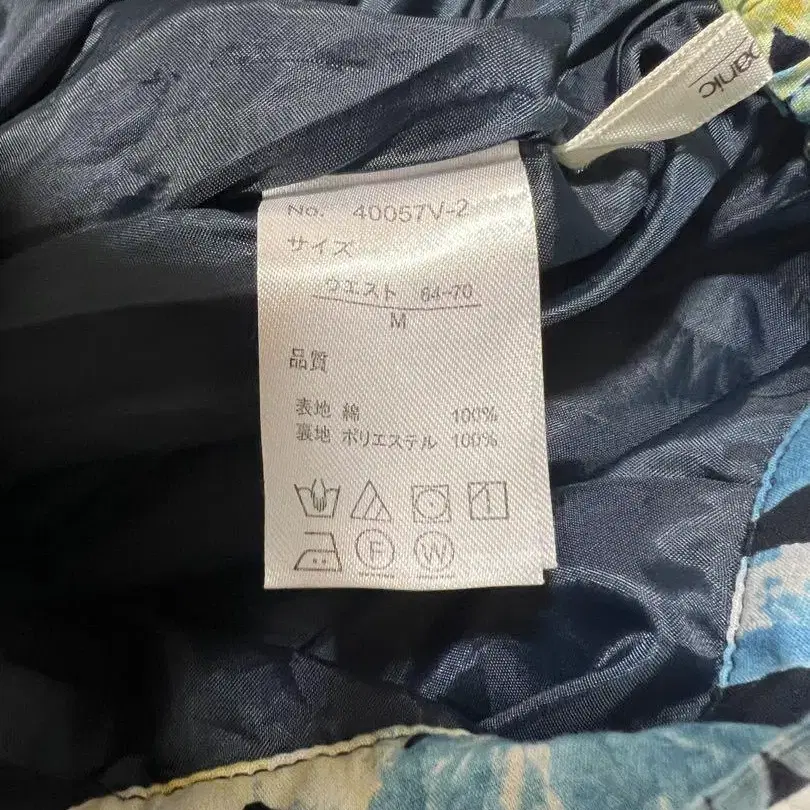 panic
No. 40057V-2
サイズ
ウエスト 64-70
M
品質
表地 綿 100%
裏地 ポリエステル 100%
F W